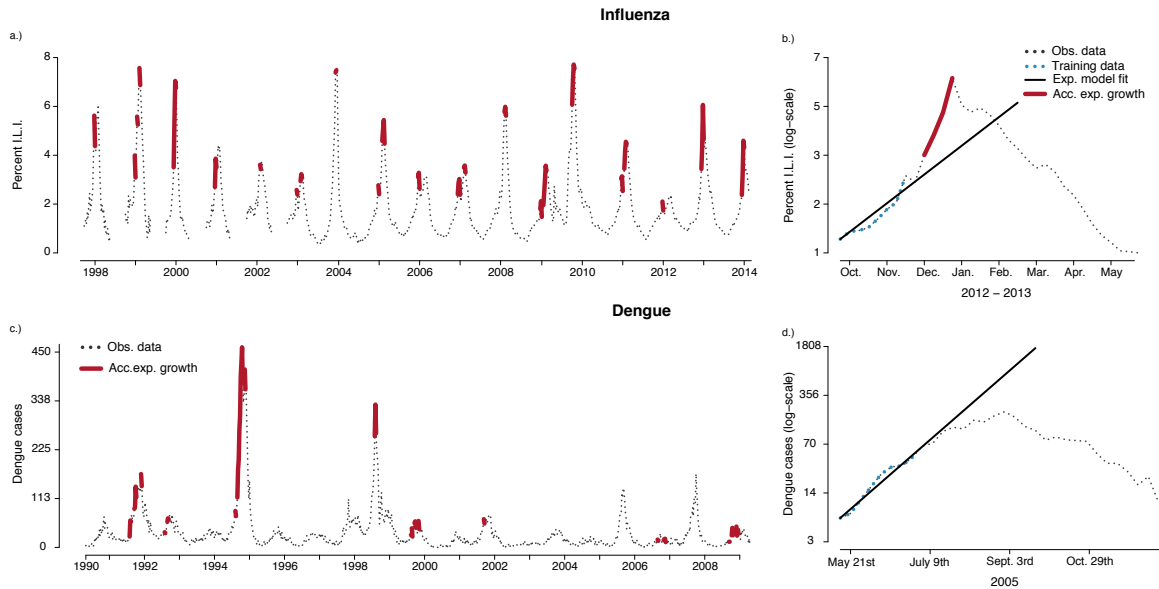 Influenza
a.)
Percent I.L.I.
8
6
4
2
0
1998 2000 2002 2004 2006 2008 2010 2012 2014
b.)
Percent I.L.I. (log−scale)
7
5
3
2
1
Obs. data
Training data
Exp. model fit
Acc. exp. growth
Oct. Nov. Dec. Jan. Feb. Mar. Apr. May
2012 − 2013
Dengue
c.)
Dengue cases
450
338
225
113
0
Obs. data
Acc.exp. growth
1990 1992 1994 1996 1998 2000 2002 2004 2006 2008
d.)
Dengue cases (log−scale)
1808
356
70
14
3
May 21st July 9th Sept. 3rd Oct. 29th
2005